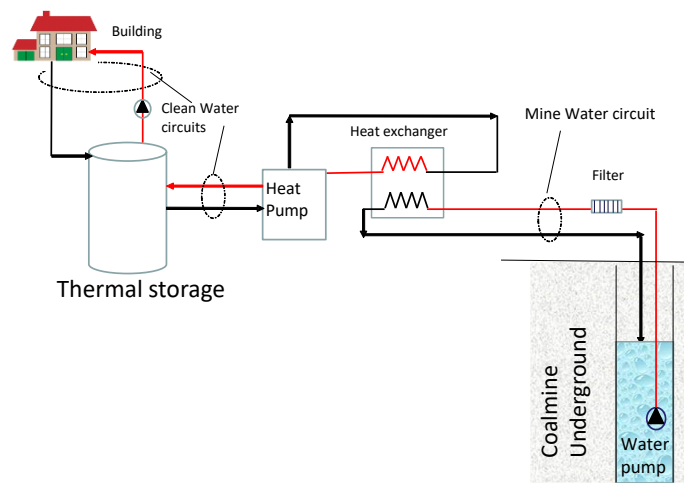 Building
Clean Water
circuits
Mine Water circuit
Heat exchanger
Filter
Heat
Pump
Thermal storage
Coalmine
Underground
Water
pump